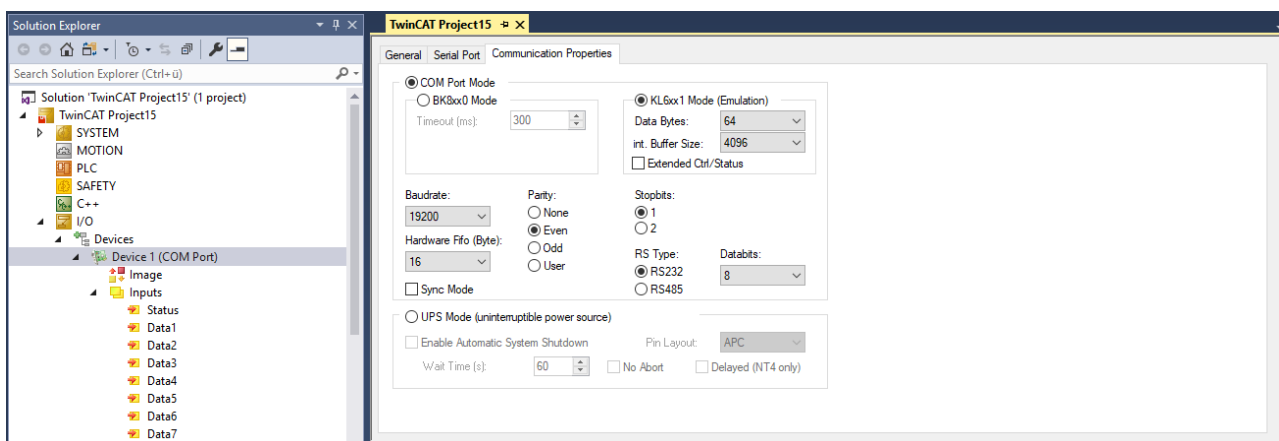 Solution Explorer
Search Solution Explorer (Ctrl+ü)
Solution 'TwinCAT Project15' (1 project)
TwinCAT Project15
SYSTEM
MOTION
PLC
SAFETY
C++
I/O
Devices
Device 1 (COM Port)
Image
Inputs
Status
Data1
Data2
Data3
Data4
Data5
Data6
Data7
TwinCAT Project15
General Serial Port Communication Properties
COM Port Mode
BK8xx0 Mode
Timeout (ms): 300
KL6xx1 Mode (Emulation)
Data Bytes: 64
int. Buffer Size: 4096
Extended Ctrl/Status
Baudrate:
19200
Hardware Fifo (Byte):
16
Sync Mode
Parity:
None
Even
Odd
User
Stopbits:
1
2
RS Type:
RS232
RS485
Databits:
8
UPS Mode (uninterruptible power source)
Enable Automatic System Shutdown
Pin Layout: APC
Wait Time (s): 60
No Abort
Delayed (NT4 only)